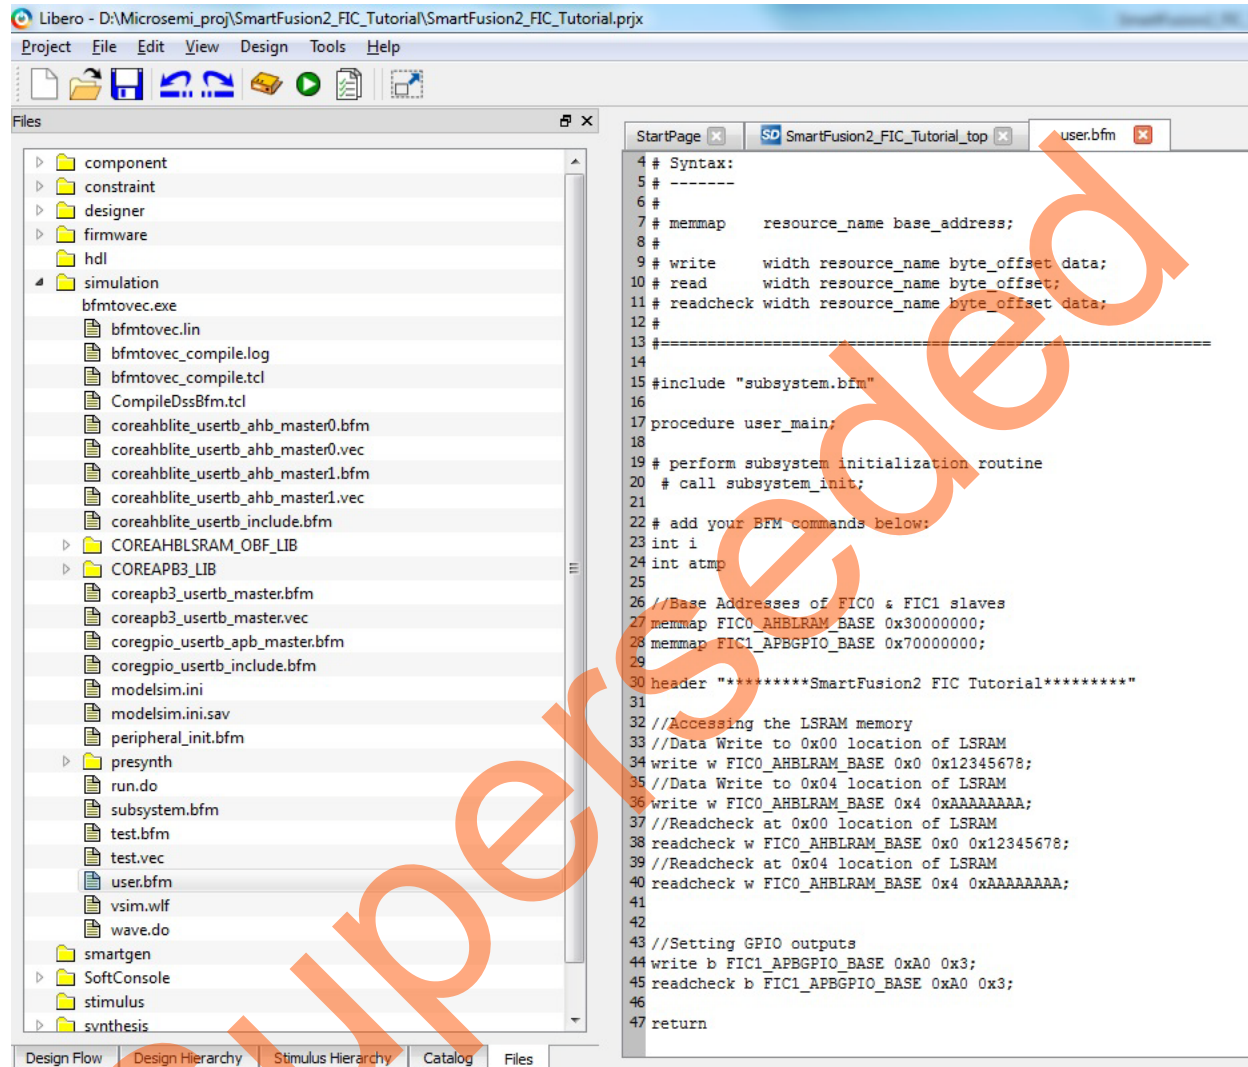 Libero - D:\Microsemi_proj\SmartFusion2_FIC_Tutorial\SmartFusion2_FIC_Tutorial.prjx
Project File Edit View Design Tools Help
Files
component
constraint
designer
firmware
hdl
simulation
bfmtovec.exe
bfmtovec.lin
bfmtovec_compile.log
bfmtovec_compile.tcl
CompileDssBfm.tcl
coreahblite_usertb_ahb_master0.bfm
coreahblite_usertb_ahb_master0.vec
coreahblite_usertb_ahb_master1.bfm
coreahblite_usertb_ahb_master1.vec
coreahblite_usertb_include.bfm
COREAHBLSRAM_OBF_LIB
COREAPB3_LIB
coreapb3_usertb_master.bfm
coreapb3_usertb_master.vec
coregpio_usertb_apb_master.bfm
coregpio_usertb_include.bfm
modelsim.ini
modelsim.ini.sav
peripheral_init.bfm
presynth
run.do
subsystem.bfm
test.bfm
test.vec
user.bfm
vsim.wlf
wave.do
smartgen
SoftConsole
stimulus
synthesis
Design Flow Design Hierarchy Stimulus Hierarchy Catalog Files
StartPage SD SmartFusion2_FIC_Tutorial_top user.bfm
4 # Syntax:
5 # -------
6 #
7 # memmap resource_name base_address;
8 #
9 # write width resource_name byte_offset data;
10 # read width resource_name byte_offset;
11 # readcheck width resource_name byte_offset data;
12 #
13 #===========================================================
14
15 #include "subsystem.bfm"
16
17 procedure user_main;
18
19 # perform subsystem initialization routine
20 # call subsystem_init;
21
22 # add your BFM commands below:
23 int i
24 int atmp
25
26 //Base Addresses of FIC0 & FIC1 slaves
27 memmap FIC0_AHBLRAM_BASE 0x30000000;
28 memmap FIC1_APBGPIO_BASE 0x70000000;
29
30 header "*********SmartFusion2 FIC Tutorial*********"
31
32 //Accessing the LSRAM memory
33 //Data Write to 0x00 location of LSRAM
34 write w FIC0_AHBLRAM_BASE 0x0 0x12345678;
35 //Data Write to 0x04 location of LSRAM
36 write w FIC0_AHBLRAM_BASE 0x4 0xAAAAAAAA;
37 //Readcheck at 0x00 location of LSRAM
38 readcheck w FIC0_AHBLRAM_BASE 0x0 0x12345678;
39 //Readcheck at 0x04 location of LSRAM
40 readcheck w FIC0_AHBLRAM_BASE 0x4 0xAAAAAAAA;
41
42
43 //Setting GPIO outputs
44 write b FIC1_APBGPIO_BASE 0xA0 0x3;
45 readcheck b FIC1_APBGPIO_BASE 0xA0 0x3;
46
47 return
superseded